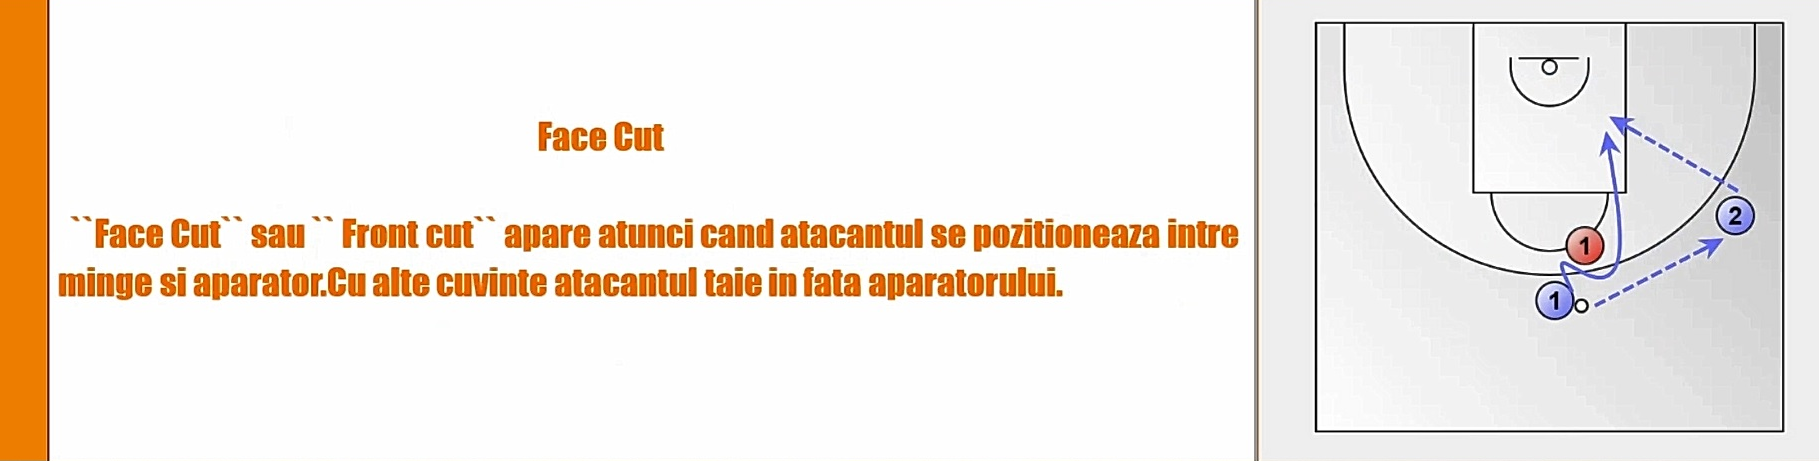 Face Cut
``Face Cut`` sau `` Front cut`` apare atunci cand atacantul se pozitioneaza intre
minge si aparator.Cu alte cuvinte atacantul taie in fata aparatorului.
1
2
1